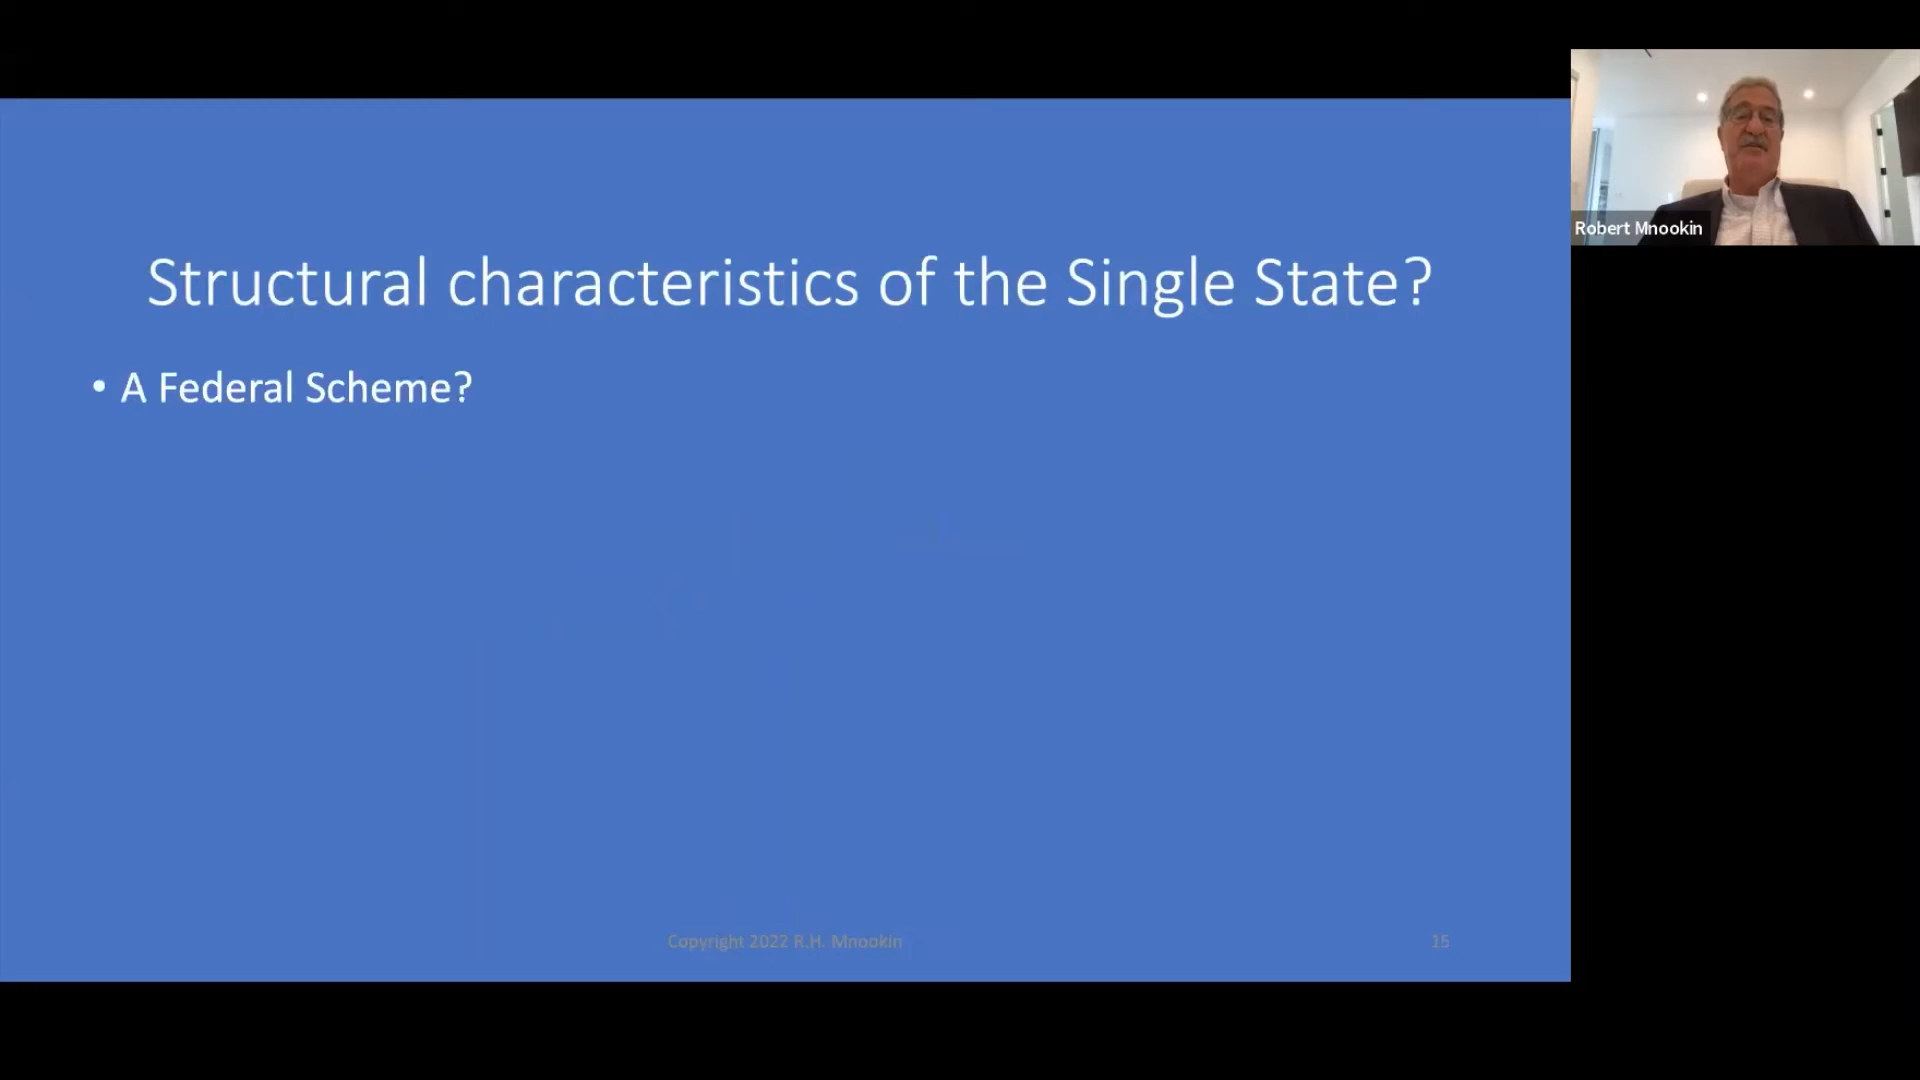 Robert Mnookin
Structural characteristics of the Single State?
• A Federal Scheme?
Copyright 2022 R.H. Mnookin
15